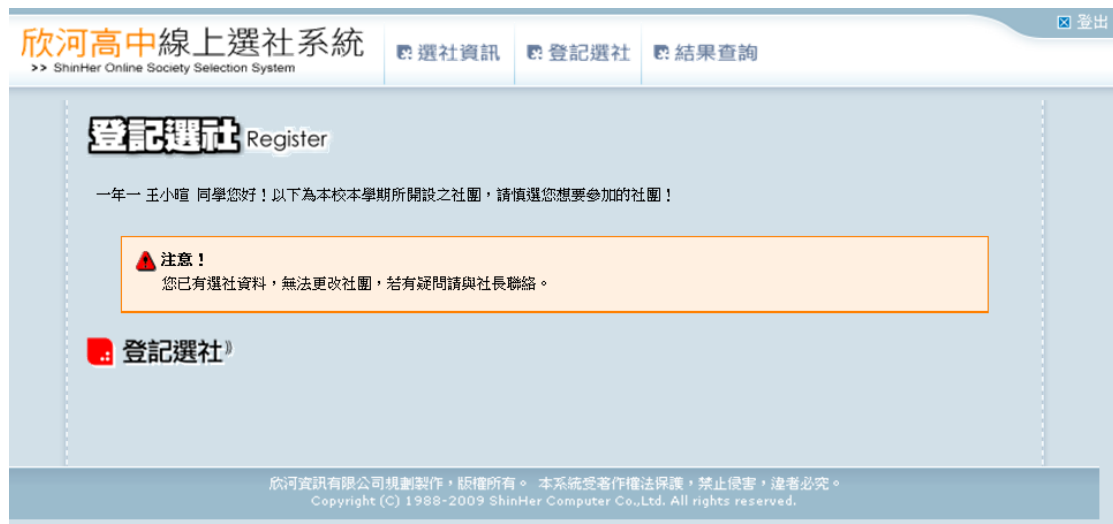 登出
欣河高中線上選社系統
>> ShinHer Online Society Selection System
選社資訊 登記選社 結果查詢
登記選社 Register
一年一 王小暄 同學您好！以下為本校本學期所開設之社團，請慎選您想要參加的社團！
注意！
您已有選社資料，無法更改社團，若有疑問請與社長聯絡。
登記選社
欣河資訊有限公司規劃製作，版權所有。 本系統受著作權法保護，禁止侵害，違者必究。
Copyright (C) 1988-2009 ShinHer Computer Co.,Ltd. All rights reserved.